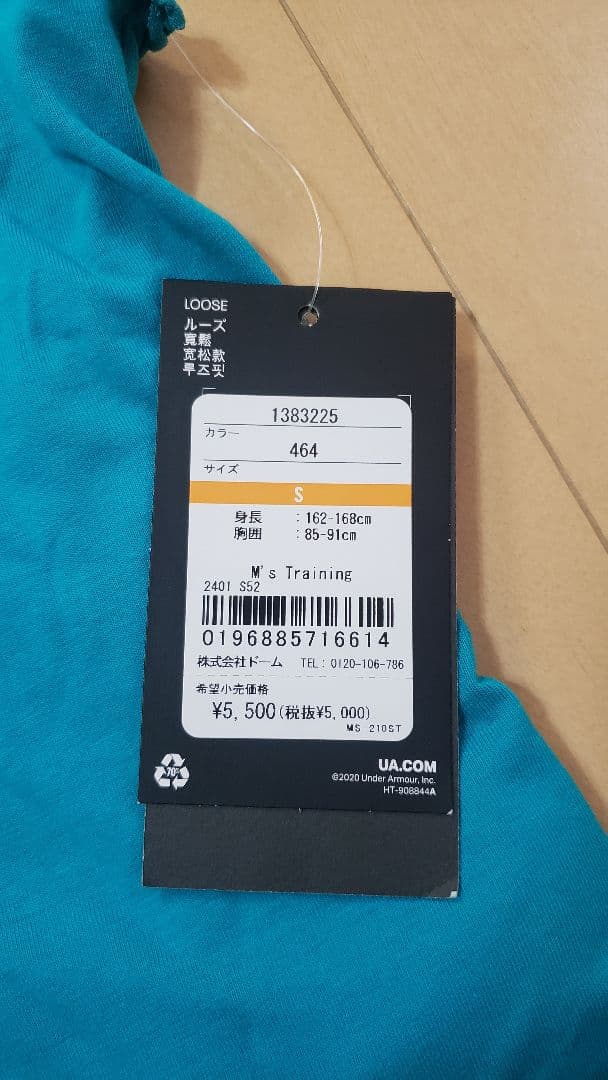 LOOSE
ルーズ
寬鬆
宽松款
루즈핏
1383225
カラー
464
サイズ
S
身長 :162-168cm
胸囲 :85-91cm
M's Training
2401 S52
0196885716614
株式会社ドーム TEL: 0120-106-786
希望小売価格
¥5,500(税抜¥5,000)
MS 210ST
70%
UA.COM
©2020 Under Armour, Inc.
HT-908844A